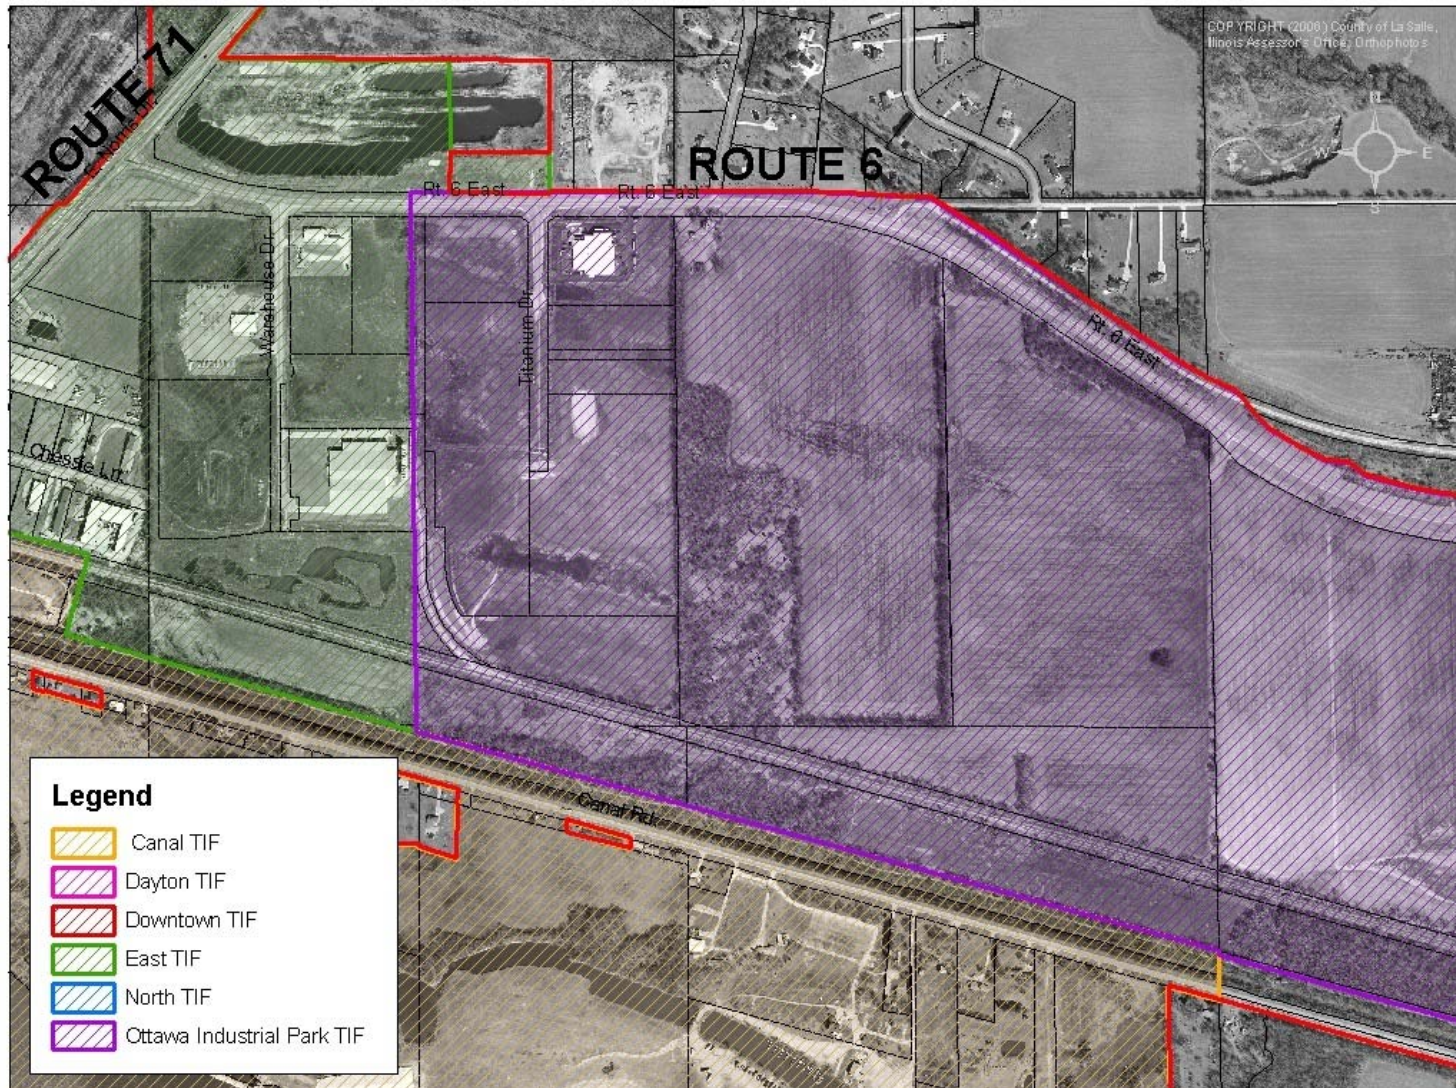 COPYRIGHT (2006) County of La Salle,
Illinois Assessor's Office, Orthophotos
ROUTE 71
N
W
E
S
ROUTE 6
Rt. 6 East
Rt. 6 East
Rt. 6 East
Warehouse Dr.
Titanium Dr.
Chessie Ln.
Canal Rd.
Legend
Canal TIF
Dayton TIF
Downtown TIF
East TIF
North TIF
Ottawa Industrial Park TIF